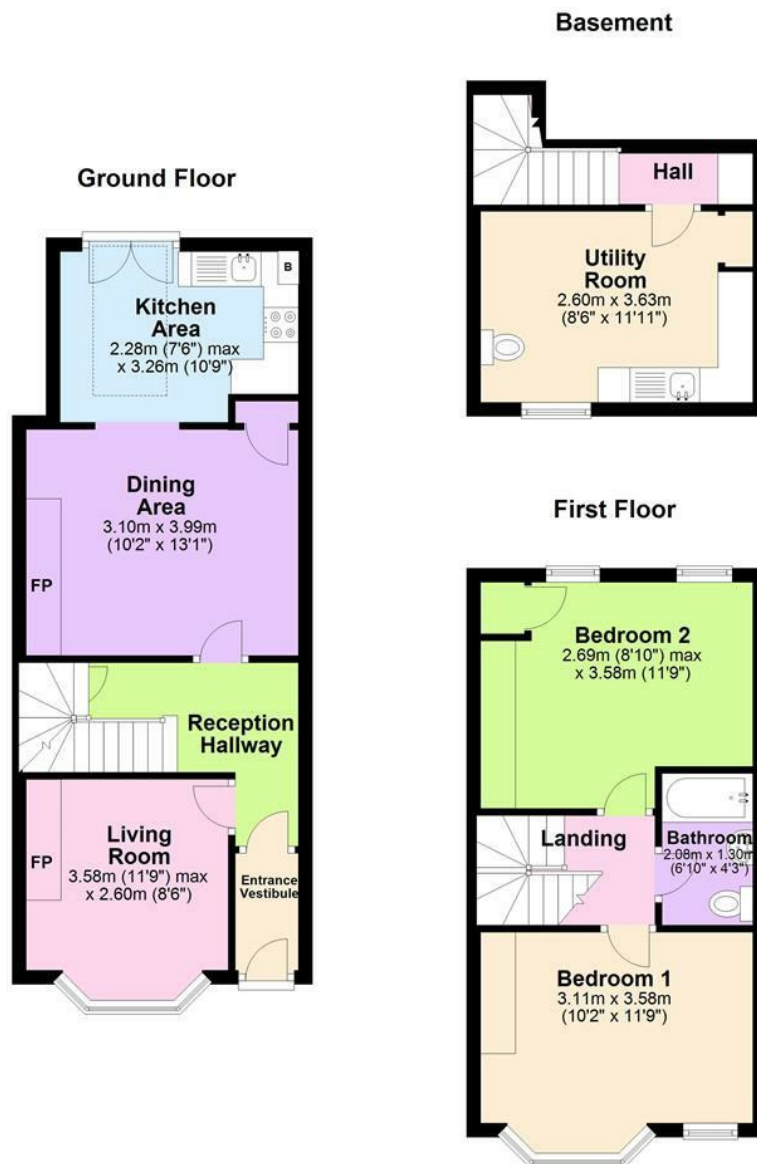 Ground Floor
B
Kitchen
Area
2.28m (7'6") max
x 3.26m (10'9")
Dining
Area
3.10m x 3.99m
(10'2" x 13'1")
FP
Reception
Hallway
Living
Room
3.58m (11'9") max
x 2.60m (8'6")
FP
Entrance
Vestibule
Basement
Hall
Utility
Room
2.60m x 3.63m
(8'6" x 11'11")
First Floor
Bedroom 2
2.69m (8'10") max
x 3.58m (11'9")
Landing
Bathroom
2.08m x 1.30m
(6'10" x 4'3")
Bedroom 1
3.11m x 3.58m
(10'2" x 11'9")